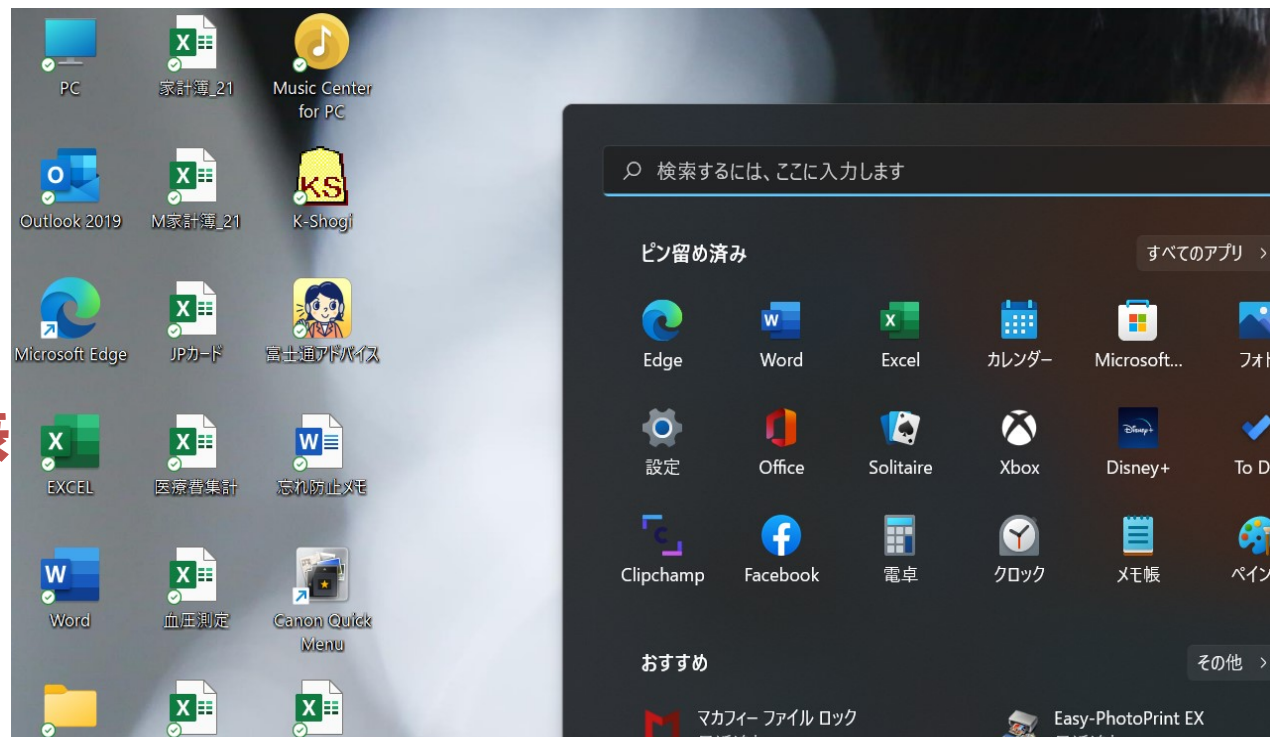 PC
家計簿_21
Music Center
for PC
Outlook 2019
M家計簿_21
KS
K-Shogi
Microsoft Edge
JPカード
富士通アドバイス
EXCEL
医療費集計
忘れ防止メモ
Word
血圧測定
Canon Quick
Menu
検索するには、ここに入力します
ピン留め済み
すべてのアプリ >
Edge
Word
Excel
カレンダー
Microsoft...
設定
Office
Solitaire
Xbox
Disney+
Disney+
To D
Clipchamp
Facebook
電卓
クロック
メモ帳
ペイン
おすすめ
その他 >
マカフィー ファイル ロック
Easy-PhotoPrint EX